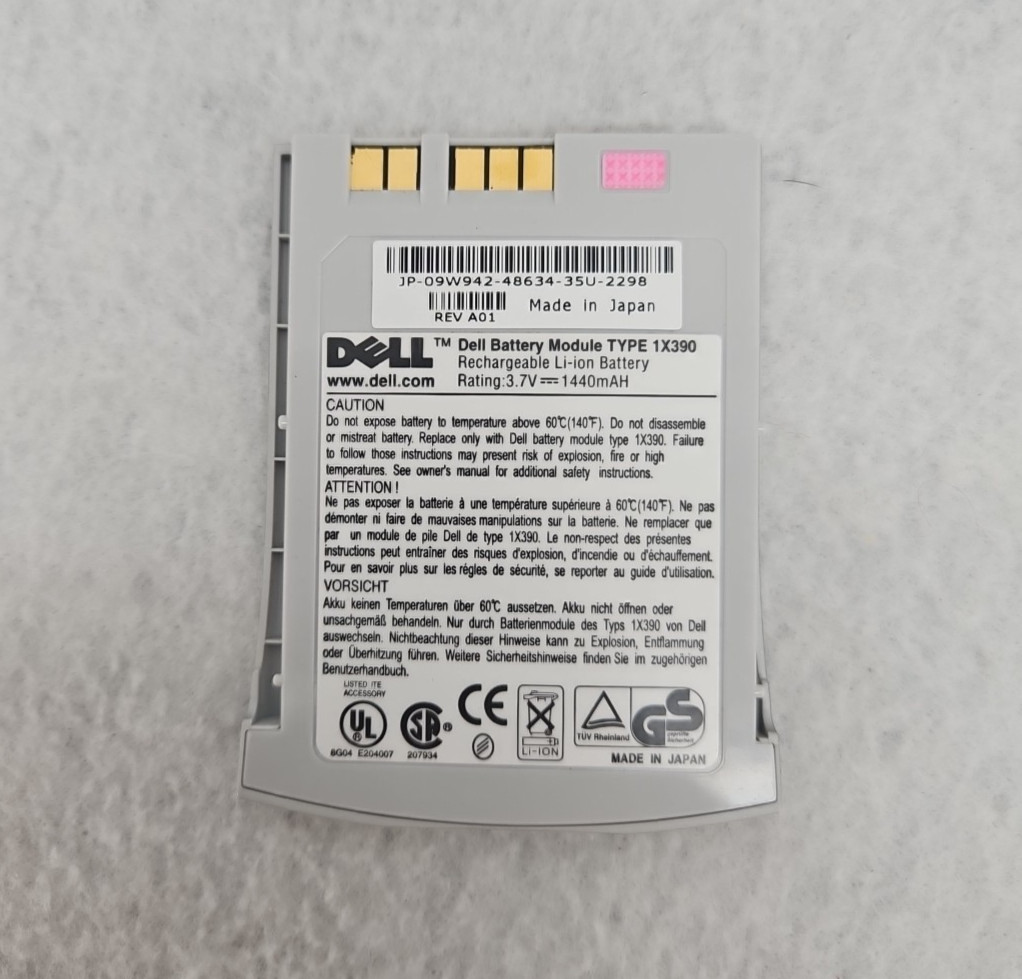 JP-09W942-48634-35U-2298
REV A01 Made in Japan
DELL™ Dell Battery Module TYPE 1X390
Rechargeable Li-ion Battery
www.dell.com Rating:3.7V⎓1440mAH
CAUTION
Do not expose battery to temperature above 60℃(140℉). Do not disassemble
or mistreat battery. Replace only with Dell battery module type 1X390. Failure
to follow those instructions may present risk of explosion, fire or high
temperatures. See owner's manual for additional safety instructions.
ATTENTION !
Ne pas exposer la batterie à une température supérieure à 60℃(140℉). Ne pas
démonter ni faire de mauvaises manipulations sur la batterie. Ne remplacer que
par un module de pile Dell de type 1X390. Le non-respect des présentes
instructions peut entraîner des risques d'explosion, d'incendie ou d'échauffement.
Pour en savoir plus sur les régles de sécurité, se reporter au guide d'utilisation.
VORSICHT
Akku keinen Temperaturen über 60℃ aussetzen. Akku nicht öffnen oder
unsachgemäß behandeln. Nur durch Batterienmodule des Typs 1X390 von Dell
auswechseln. Nichtbeachtung dieser Hinweise kann zu Explosion, Entflammung
oder Überhitzung führen. Weitere Sicherheitshinweise finden Sie im zugehörigen
Benutzerhandbuch.
LISTED ITE
ACCESSORY
UL ® SA ® CE Li-ION TÜV Rheinland GS geprüfte Sicherheit
8G04 E204007 207934 MADE IN JAPAN